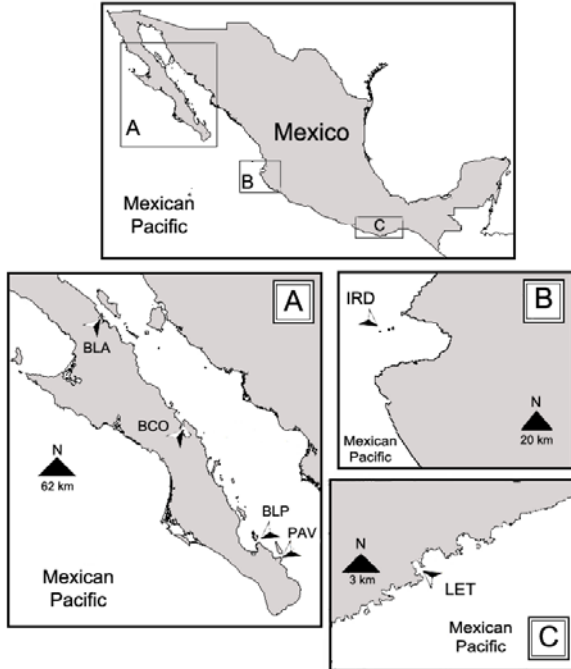 A
Mexico
B
Mexican
Pacific
C
A
BLA
BCO
N
62 km
BLP
PAV
Mexican
Pacific
B
IRD
N
20 km
Mexican
Pacific
N
3 km
LET
Mexican
Pacific
C